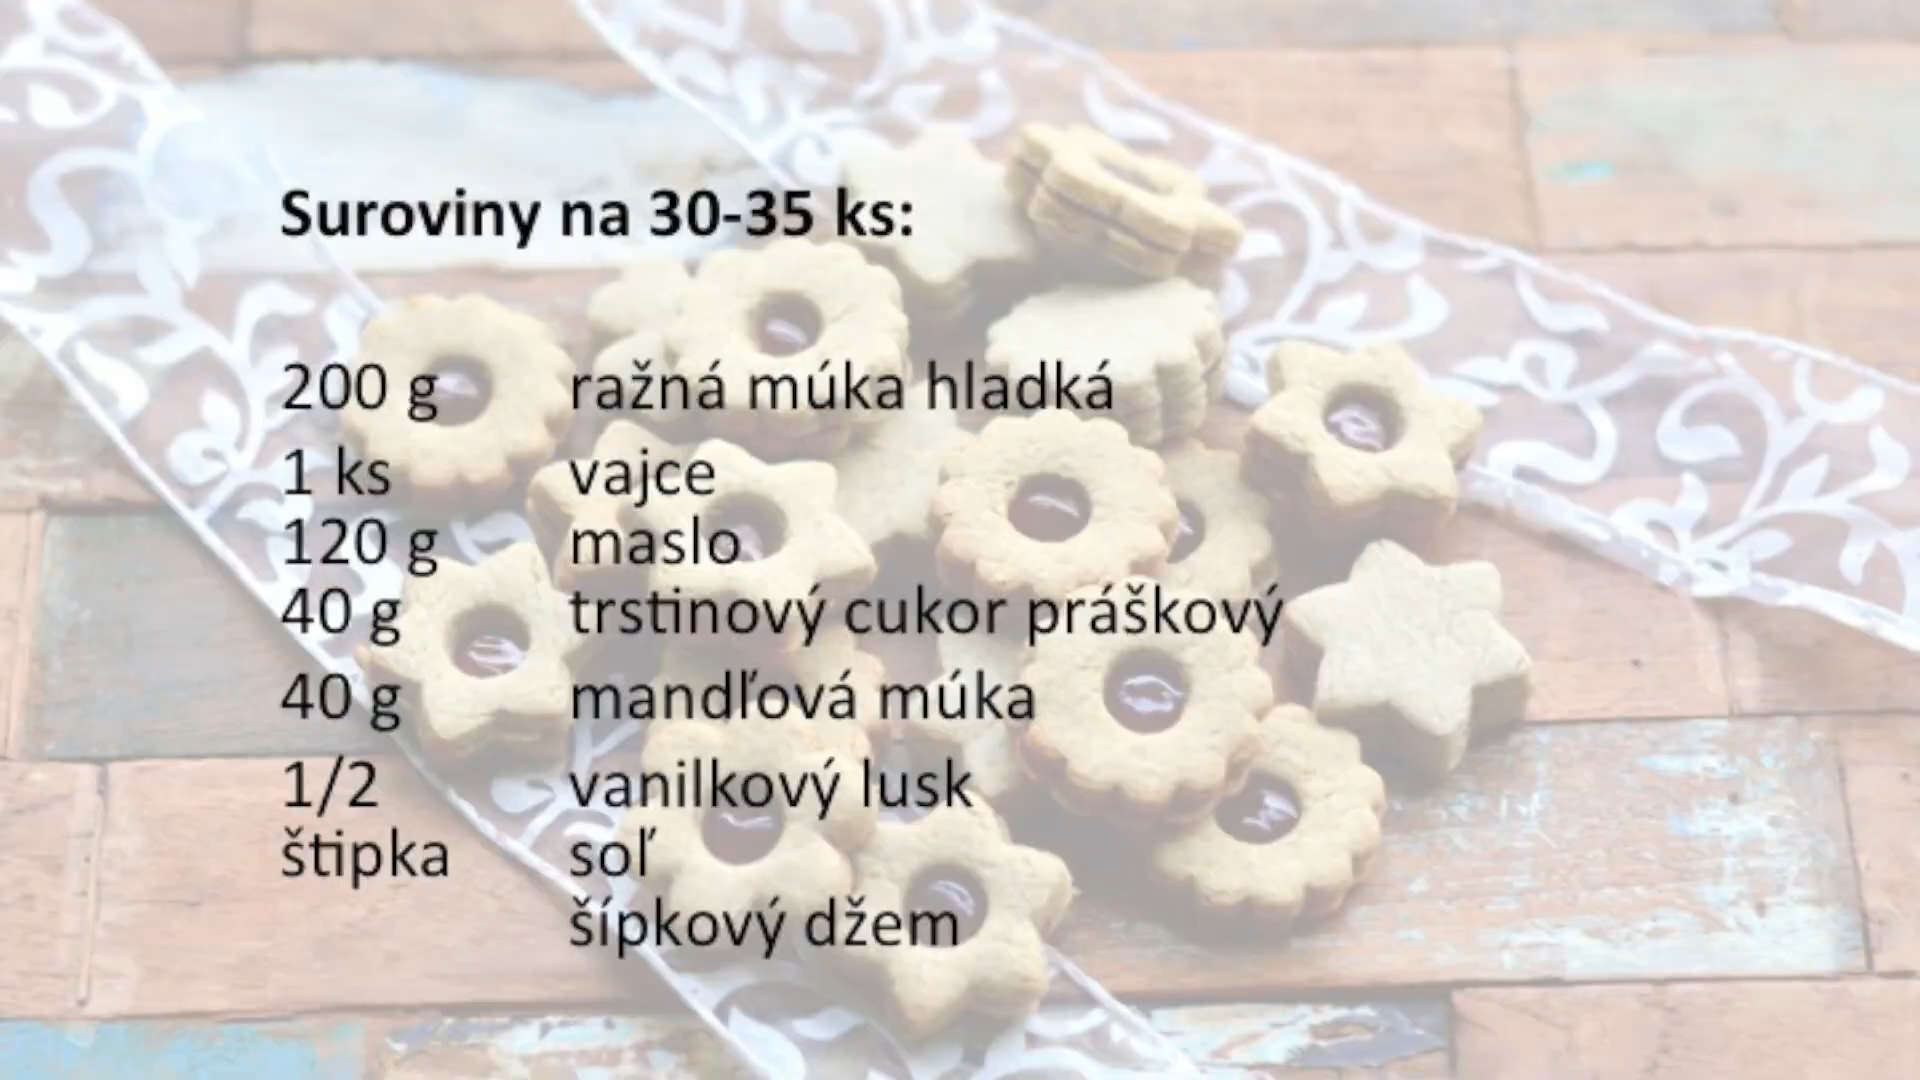 Suroviny na 30-35 ks:
200 g ražná múka hladká
1 ks vajce
120 g maslo
40 g trstinový cukor práškový
40 g mandľová múka
1/2 vanilkový lusk
štipka soľ
šípkový džem